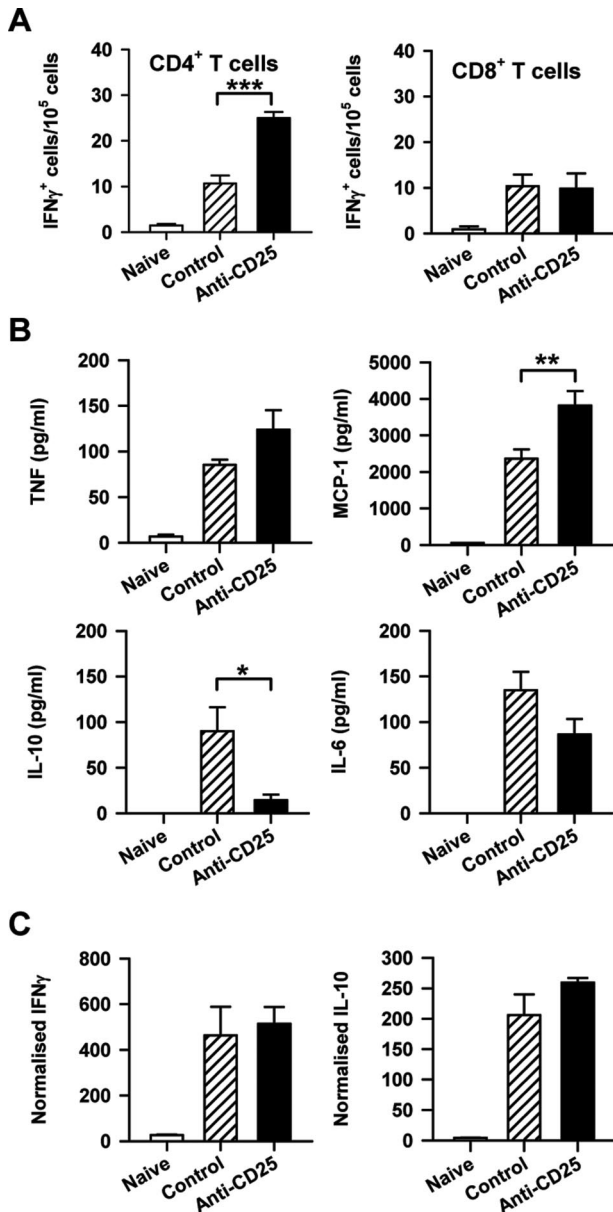 A
CD4⁺ T cells
IFNγ⁺ cells/10⁵ cells
40
30
20
10
0
***
Naive
Control
Anti-CD25
CD8⁺ T cells
IFNγ⁺ cells/10⁵ cells
40
30
20
10
0
Naive
Control
Anti-CD25
B
TNF (pg/ml)
200
150
100
50
0
Naive
Control
Anti-CD25
MCP-1 (pg/ml)
5000
4000
3000
2000
1000
0
**
Naive
Control
Anti-CD25
IL-10 (pg/ml)
200
150
100
50
0
*
Naive
Control
Anti-CD25
IL-6 (pg/ml)
200
150
100
50
0
Naive
Control
Anti-CD25
C
Normalised IFNγ
800
600
400
200
0
Naive
Control
Anti-CD25
Normalised IL-10
300
250
200
150
100
50
0
Naive
Control
Anti-CD25